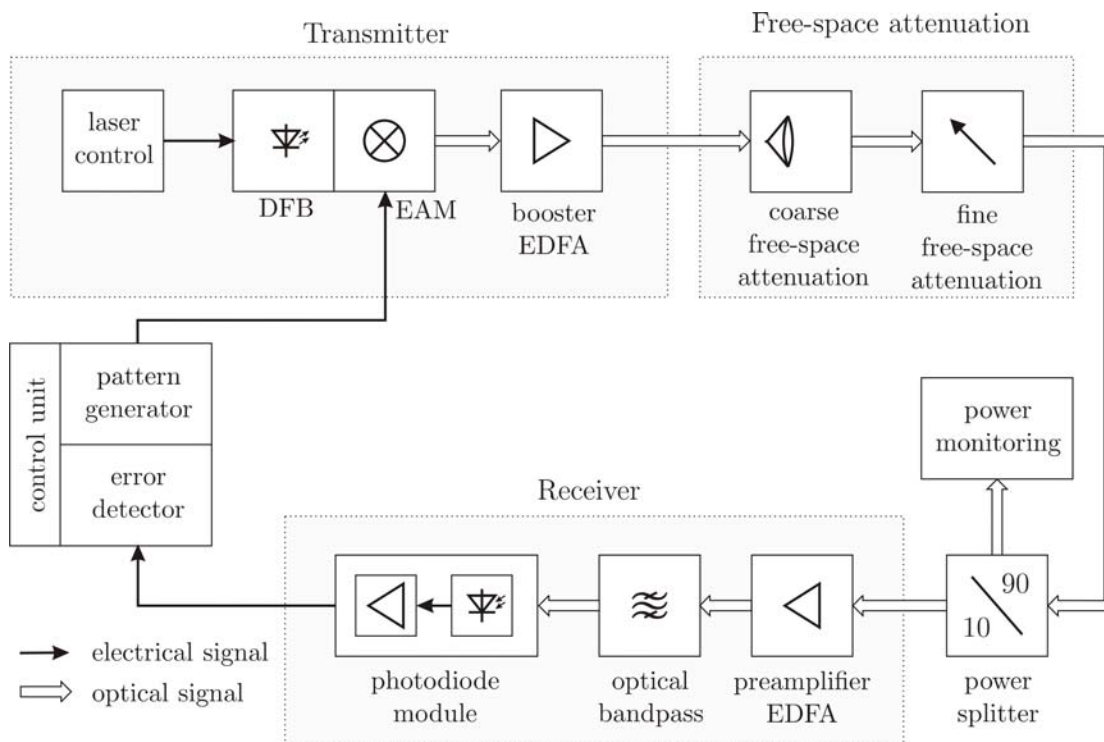 Transmitter
Free-space attenuation
laser
control
DFB
EAM
booster
EDFA
coarse
free-space
attenuation
fine
free-space
attenuation
control unit
pattern
generator
error
detector
power
monitoring
Receiver
90
10
photodiode
module
optical
bandpass
preamplifier
EDFA
power
splitter
electrical signal
optical signal